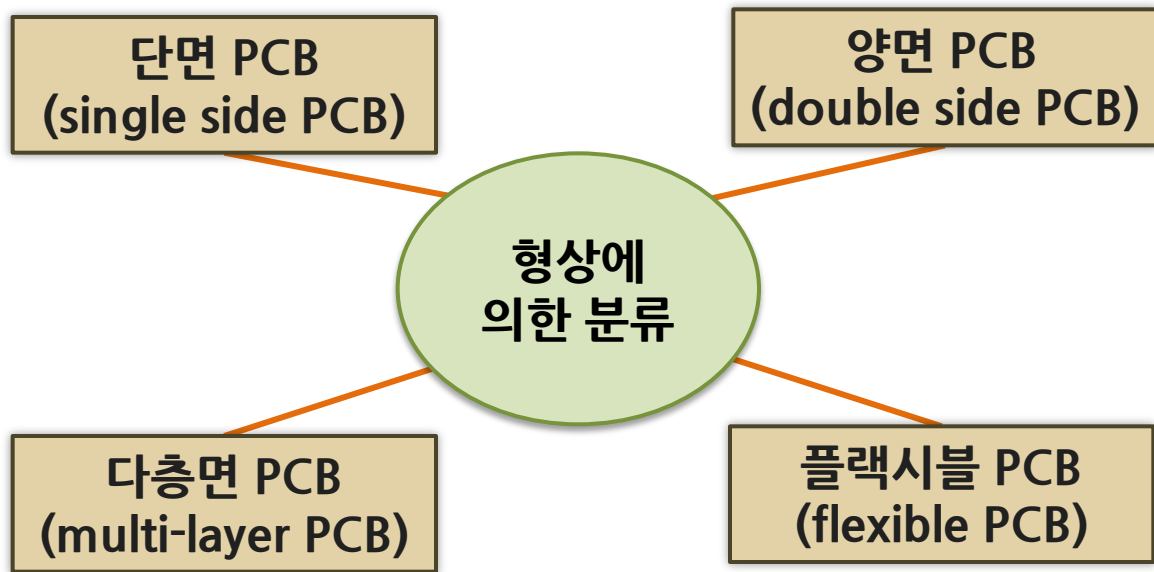 단면 PCB
(single side PCB)
양면 PCB
(double side PCB)
형상에
의한 분류
다층면 PCB
(multi-layer PCB)
플랙시블 PCB
(flexible PCB)